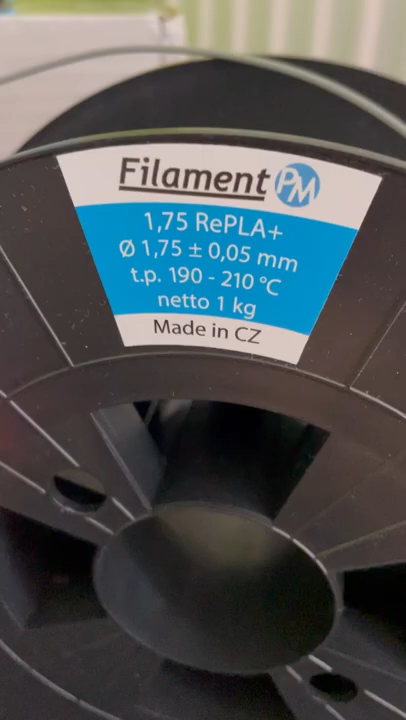 Filament PM
1,75 RePLA+
Ø 1,75 ± 0,05 mm
t.p. 190 - 210 °C
netto 1 kg
Made in CZ